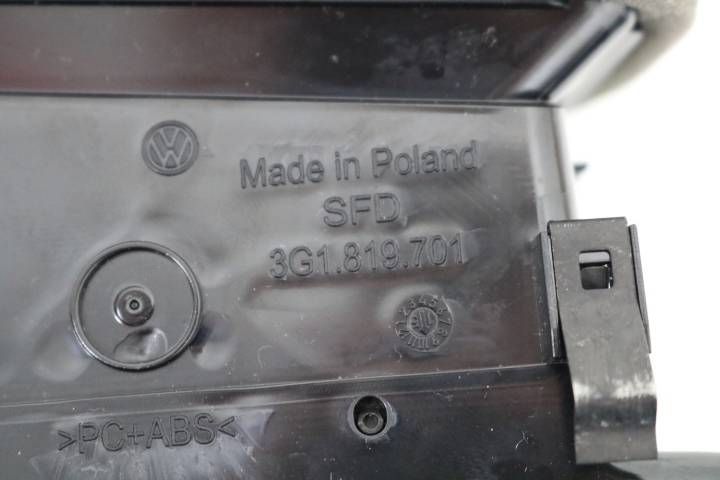 Made in Poland
SFD
3G1.819.701
>PC+ABS<